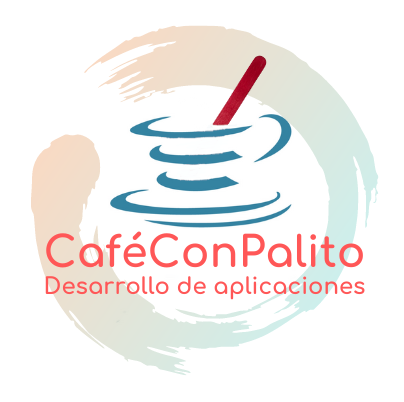 CaféConPalito
Desarrollo de aplicaciones